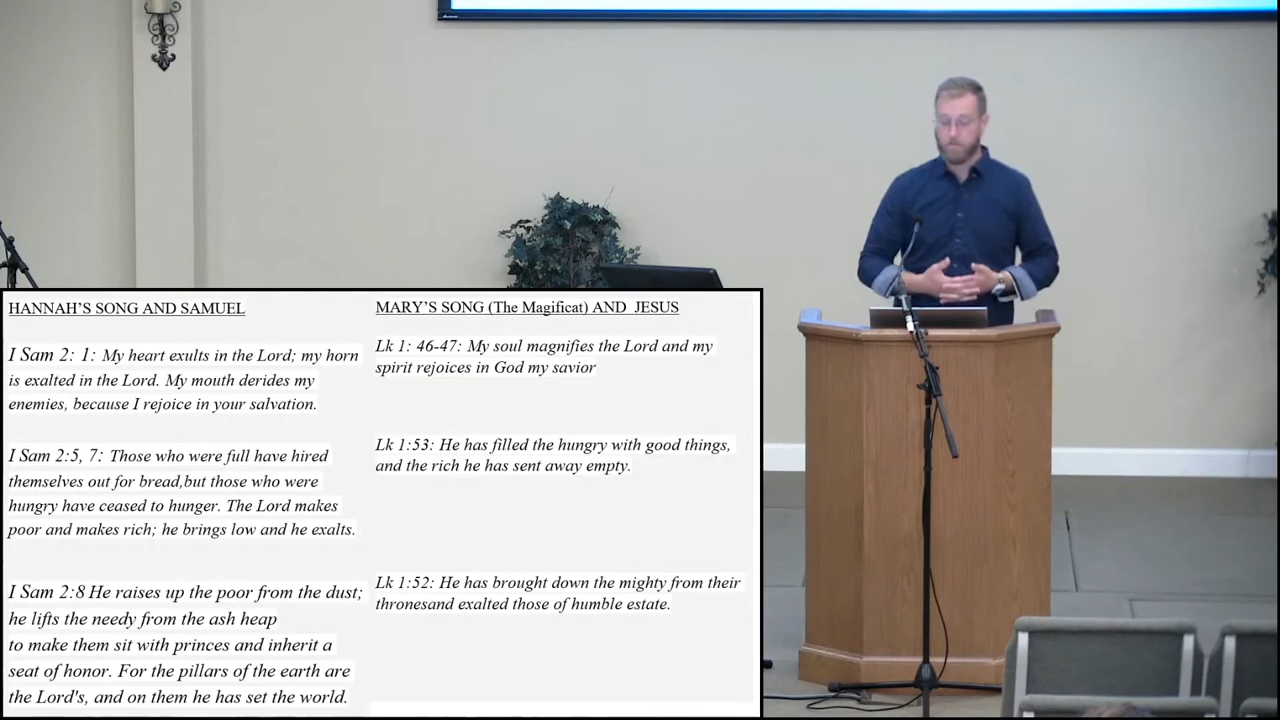 HANNAH'S SONG AND SAMUEL
I Sam 2: 1: My heart exults in the Lord; my horn
is exalted in the Lord. My mouth derides my
enemies, because I rejoice in your salvation.
I Sam 2:5, 7: Those who were full have hired
themselves out for bread,but those who were
hungry have ceased to hunger. The Lord makes
poor and makes rich; he brings low and he exalts.
I Sam 2:8 He raises up the poor from the dust;
he lifts the needy from the ash heap
to make them sit with princes and inherit a
seat of honor. For the pillars of the earth are
the Lord's, and on them he has set the world.
MARY'S SONG (The Magificat) AND JESUS
Lk 1: 46-47: My soul magnifies the Lord and my
spirit rejoices in God my savior
Lk 1:53: He has filled the hungry with good things,
and the rich he has sent away empty.
Lk 1:52: He has brought down the mighty from their
thronesand exalted those of humble estate.